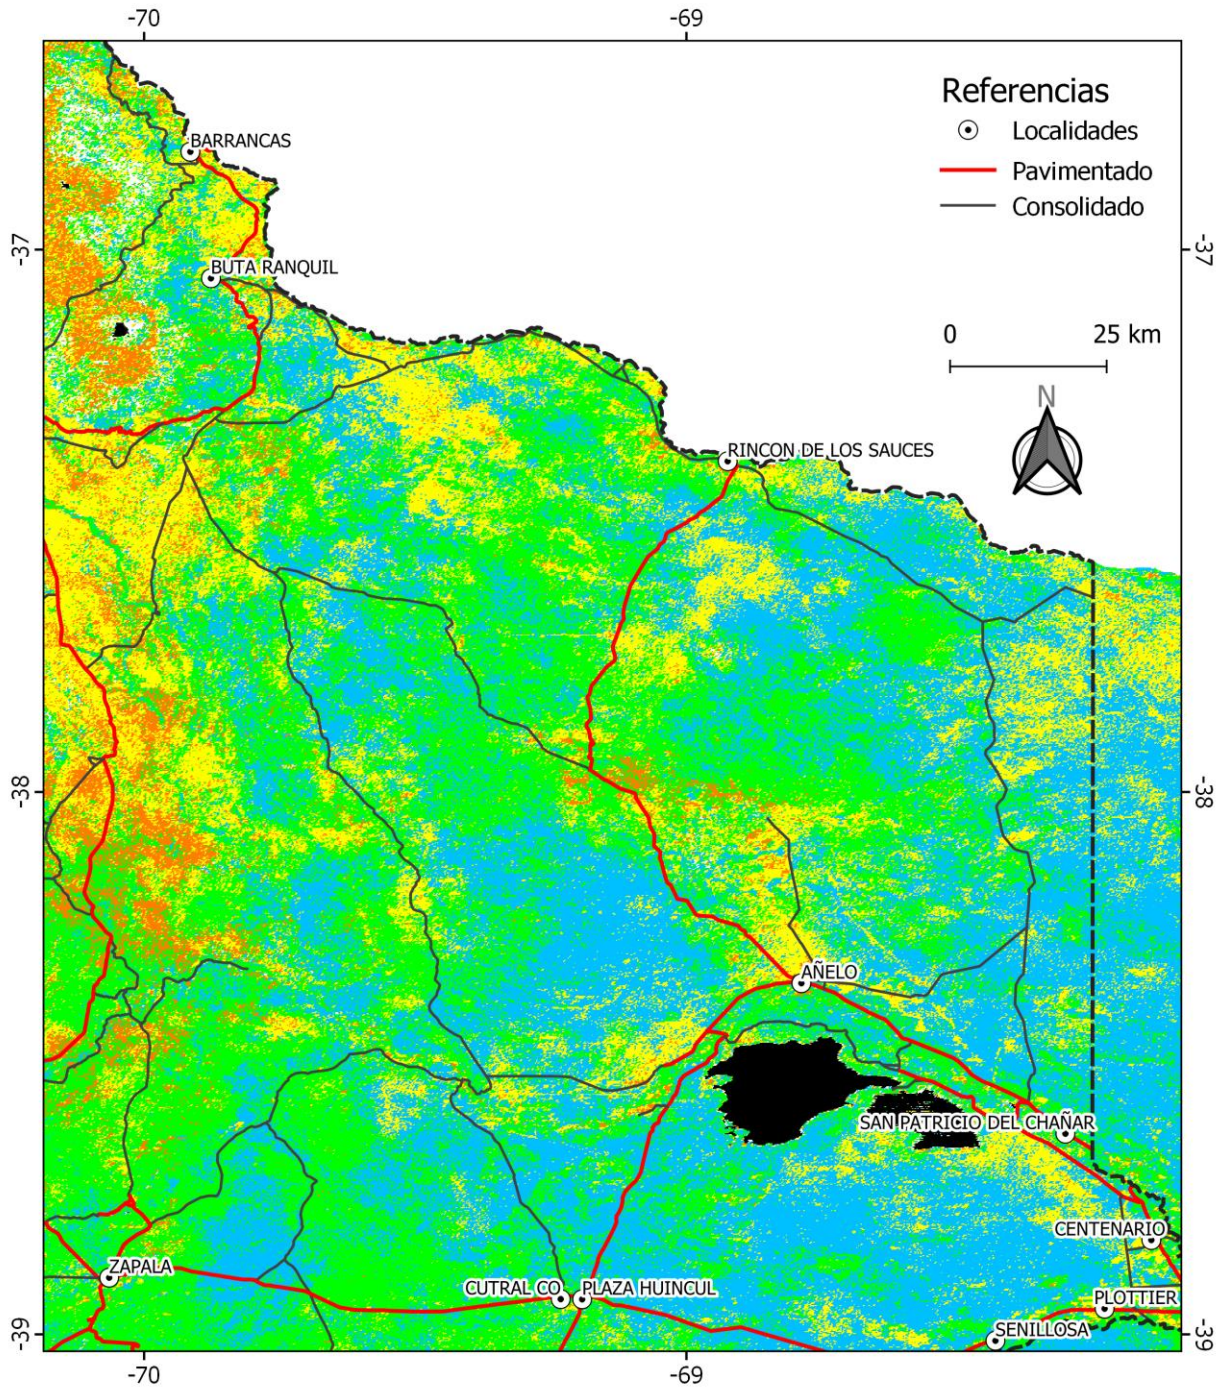 -70 -69
Referencias
Localidades
Pavimentado
Consolidado
BARRANCAS
-37 -37
BUTA RANQUIL
0 25 km
N
RINCON DE LOS SAUCES
-38 -38
AÑELO
SAN PATRICIO DEL CHAÑAR
CENTENARIO
ZAPALA
CUTRAL CO PLAZA HUINCUL
PLOTTIER
SENILLOSA
-39 -39
-70 -69